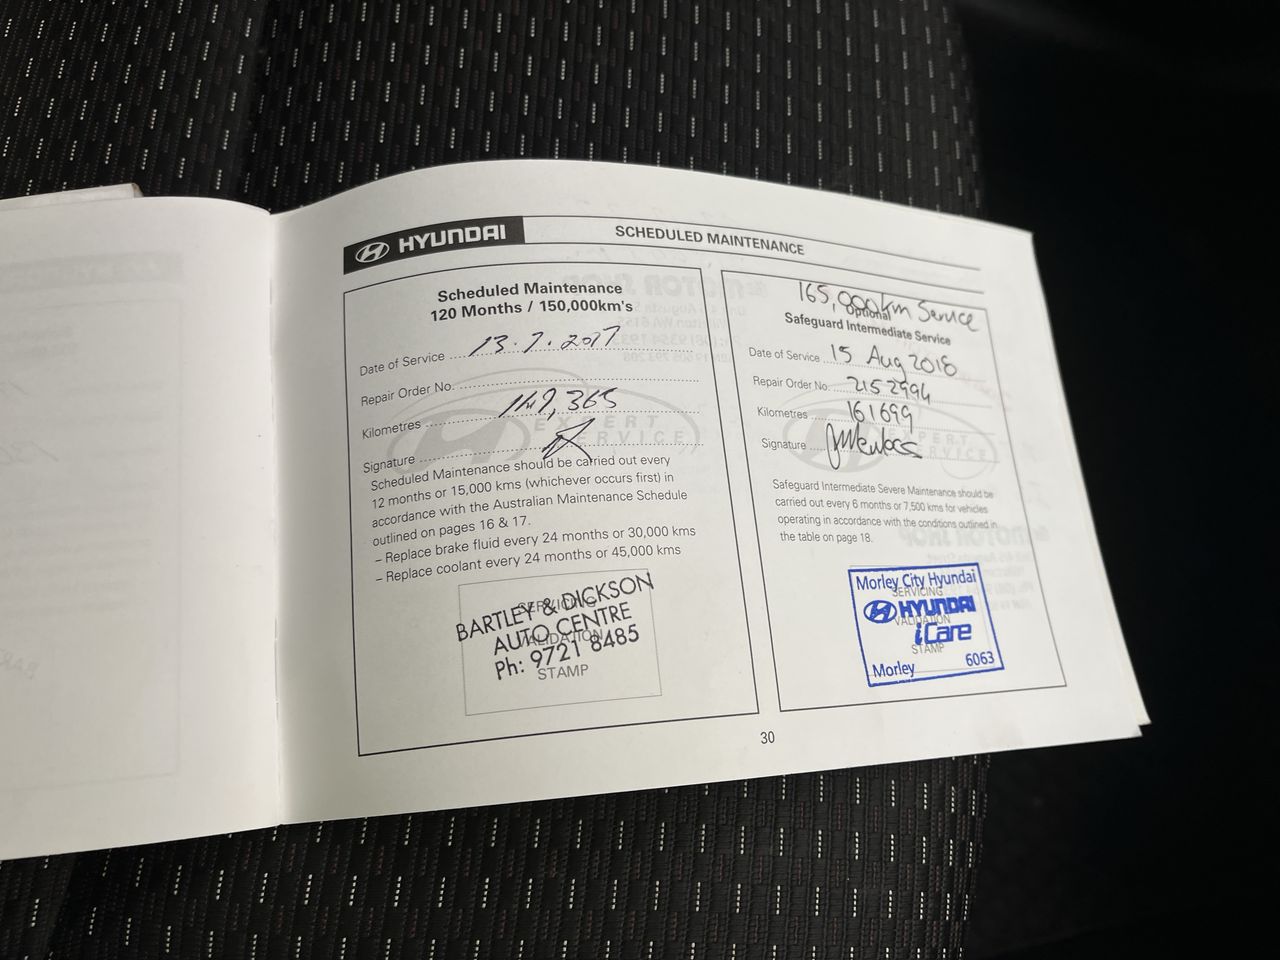 HYUNDAI
SCHEDULED MAINTENANCE
Scheduled Maintenance
120 Months / 150,000km's
Date of Service 13.7.2017
Repair Order No.
Kilometres 149,365
Signature
Scheduled Maintenance should be carried out every
12 months or 15,000 kms (whichever occurs first) in
accordance with the Australian Maintenance Schedule
outlined on pages 16 & 17.
– Replace brake fluid every 24 months or 30,000 kms
– Replace coolant every 24 months or 45,000 kms
EXPERT
SERVICE
SERVICING
VALIDATION
STAMP
BARTLEY & DICKSON
AUTO CENTRE
Ph: 9721 8485
165,000km Service
Optional
Safeguard Intermediate Service
Date of Service 15 Aug 2018
Repair Order No. 2152994
Kilometres 161699
Signature
EXPERT
SERVICE
Safeguard Intermediate Severe Maintenance should be
carried out every 6 months or 7,500 kms for vehicles
operating in accordance with the conditions outlined in
the table on page 18.
SERVICING
VALIDATION
STAMP
Morley City Hyundai
HYUNDAI
iCare
Morley 6063
30